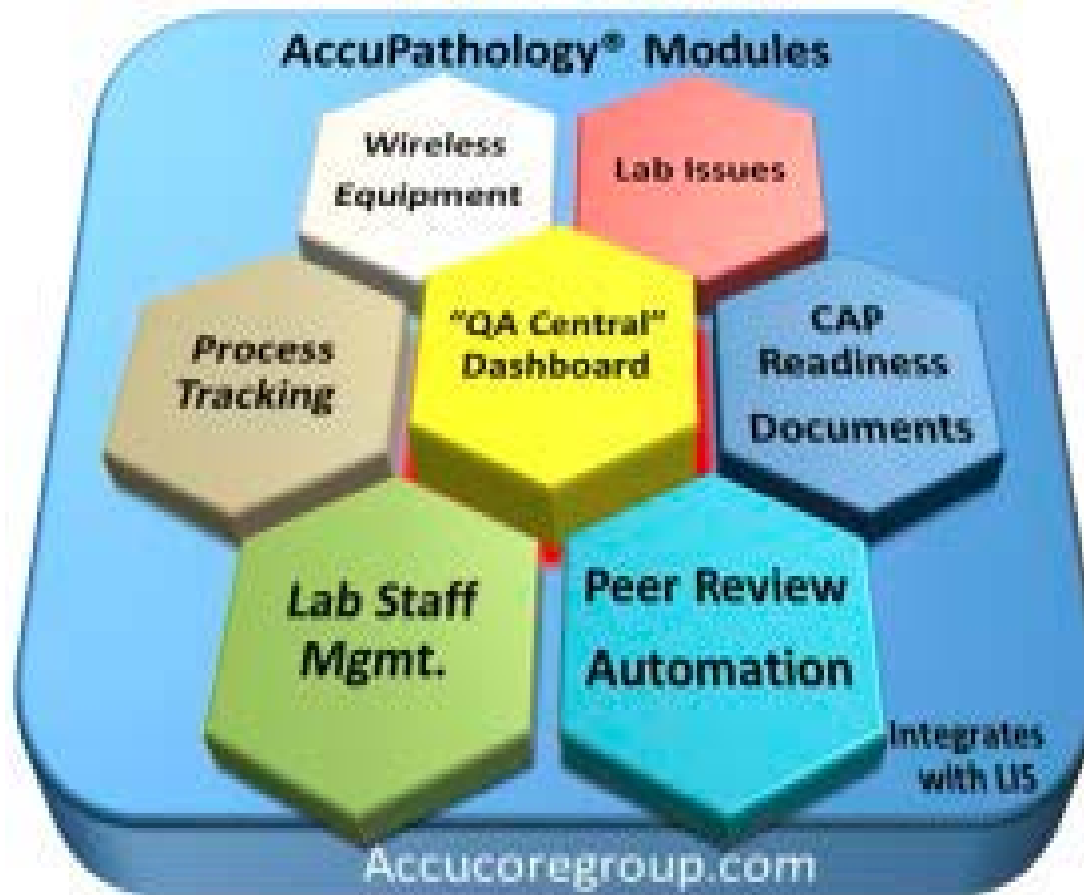 AccuPathology® Modules
Wireless
Equipment
Lab Issues
Process
Tracking
"QA Central"
Dashboard
CAP
Readiness
Documents
Lab Staff
Mgmt.
Peer Review
Automation
Integrates
with LIS
Accucoregroup.com